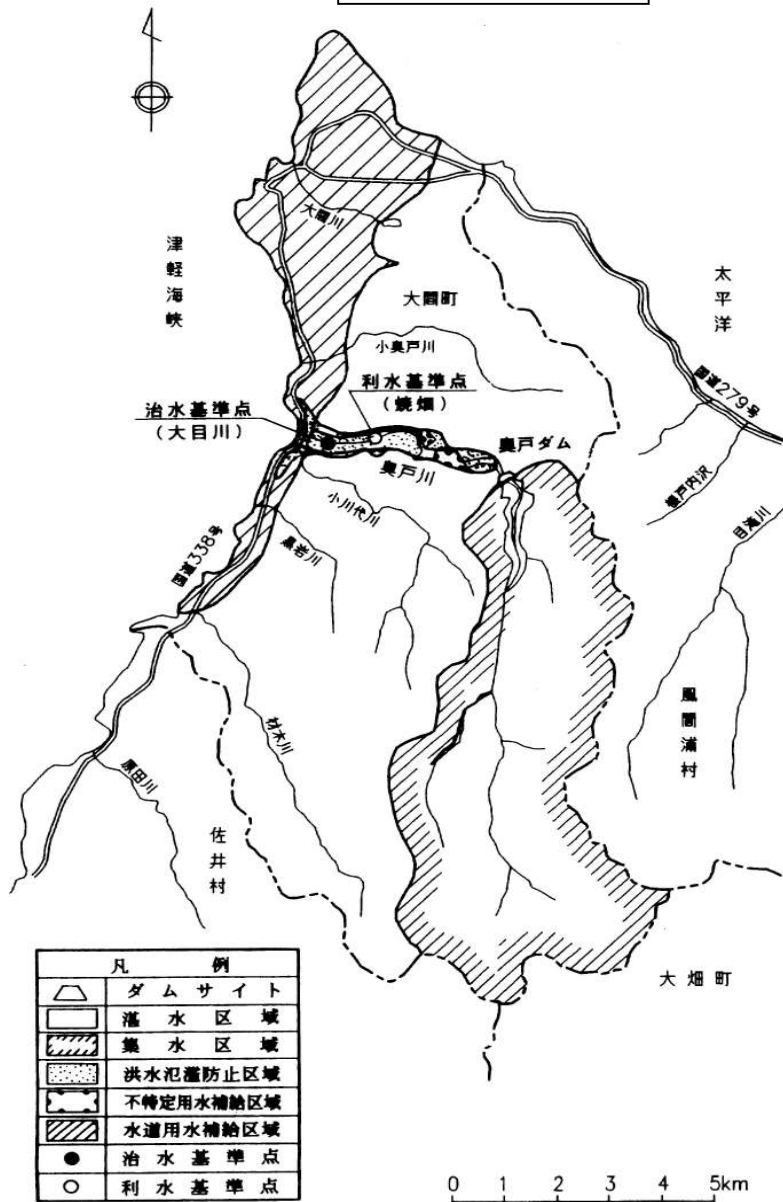 津軽海峡
太平洋
大間川
大間町
小奥戸川
国道279号
治水基準点
(大目川)
利水基準点
(焼畑)
奥戸ダム
奥戸川
小川代川
黒岩川
国道338号
目滝川
風間浦村
材木川
原田川
佐井村
大畑町
凡例
ダムサイト
湛水区域
集水区域
洪水氾濫防止区域
不特定用水補給区域
水道用水補給区域
治水基準点
利水基準点
0 1 2 3 4 5km